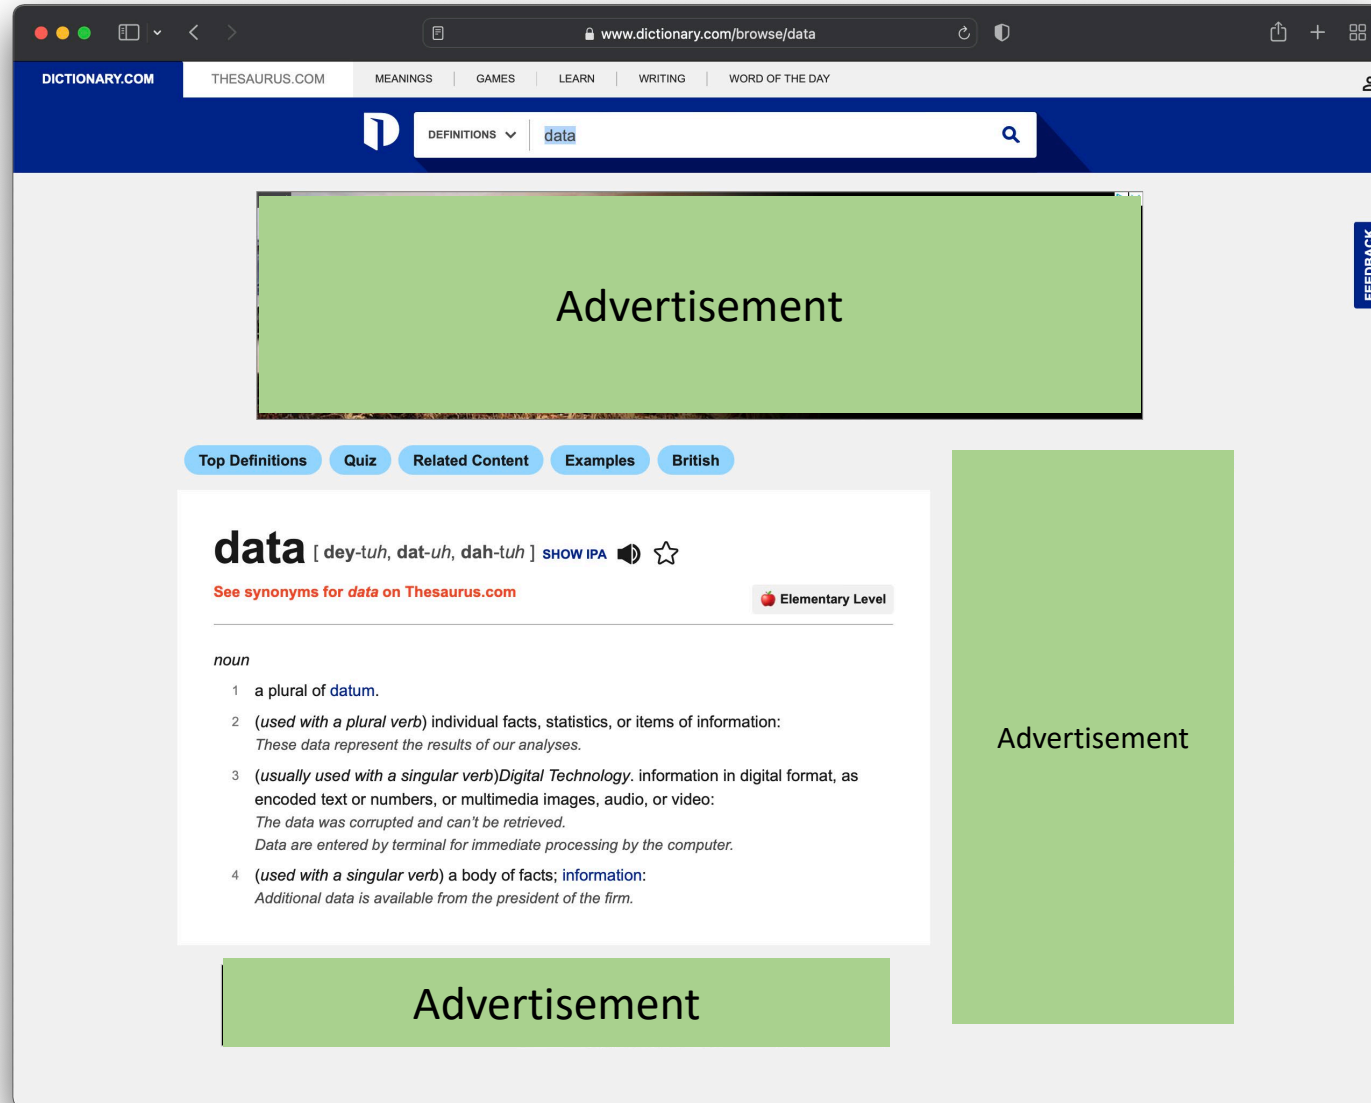 www.dictionary.com/browse/data
DICTIONARY.COM
THESAURUS.COM
MEANINGS
GAMES
LEARN
WRITING
WORD OF THE DAY
DEFINITIONS
data
Advertisement
FEEDBACK
Top Definitions
Quiz
Related Content
Examples
British
data [ dey-tuh, dat-uh, dah-tuh ] SHOW IPA
See synonyms for data on Thesaurus.com
Elementary Level
noun
1 a plural of datum.
2 (used with a plural verb) individual facts, statistics, or items of information:
These data represent the results of our analyses.
3 (usually used with a singular verb)Digital Technology. information in digital format, as
encoded text or numbers, or multimedia images, audio, or video:
The data was corrupted and can't be retrieved.
Data are entered by terminal for immediate processing by the computer.
4 (used with a singular verb) a body of facts; information:
Additional data is available from the president of the firm.
Advertisement
Advertisement